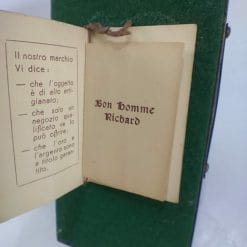 Il nostro marchio
Vi dice:
— che l'oggetto
è di alto arti-
gianato;
— che solo un
negozio qua-
lificato ve lo
può offrire;
— che l'oro e
l'argento sono
a titolo garan-
tito.
Bon Homme
Richard